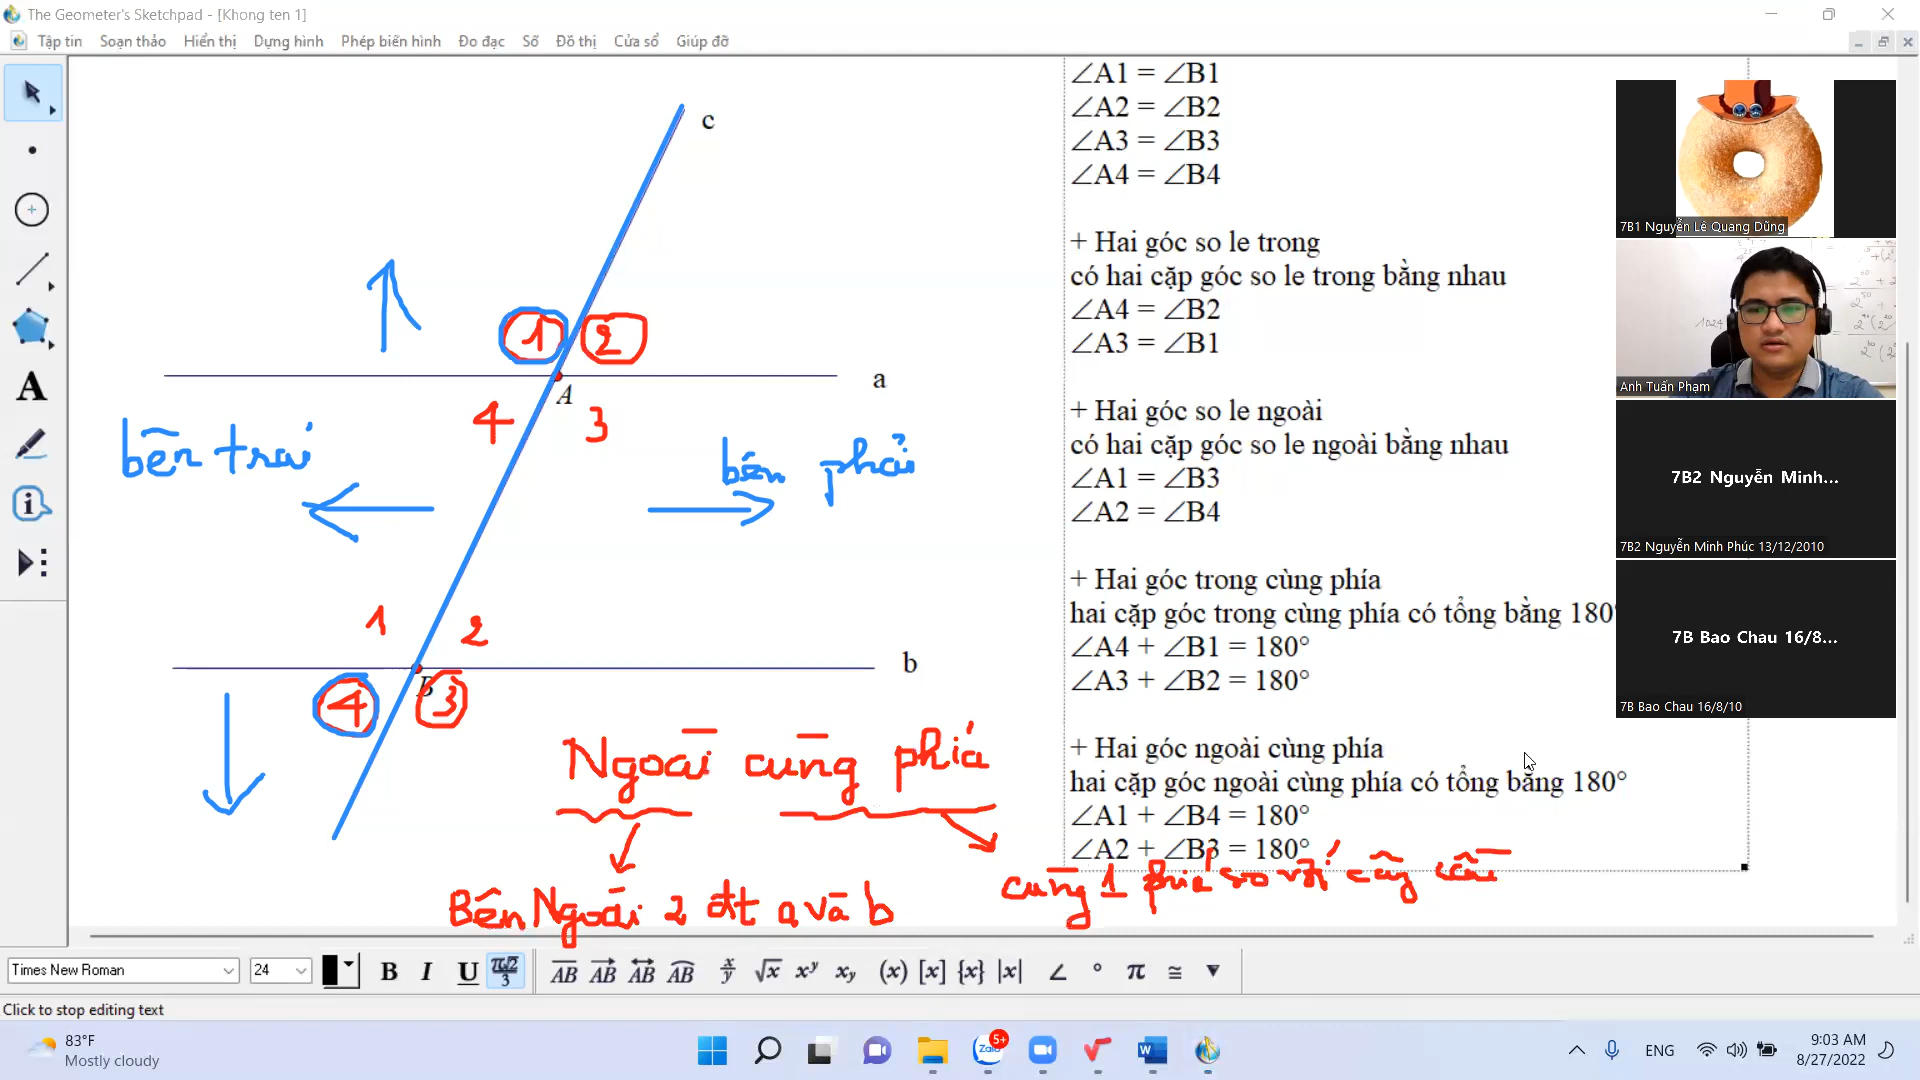 The Geometer's Sketchpad - [Khong ten 1]
Tập tin Soạn thảo Hiển thị Dựng hình Phép biến hình Đo đạc Số Đồ thị Cửa sổ Giúp đỡ
c
1 2
a
A
4 3
bên trái
bên phải
1 2
b
B
4 3
Ngoài cùng phía
Bên Ngoài 2 đt a và b
cùng 1 phía so với
∠A1 = ∠B1
∠A2 = ∠B2
∠A3 = ∠B3
∠A4 = ∠B4
+ Hai góc so le trong
có hai cặp góc so le trong bằng nhau
∠A4 = ∠B2
∠A3 = ∠B1
+ Hai góc so le ngoài
có hai cặp góc so le ngoài bằng nhau
∠A1 = ∠B3
∠A2 = ∠B4
+ Hai góc trong cùng phía
hai cặp góc trong cùng phía có tổng bằng 180°
∠A4 + ∠B1 = 180°
∠A3 + ∠B2 = 180°
+ Hai góc ngoài cùng phía
hai cặp góc ngoài cùng phía có tổng bằng 180°
∠A1 + ∠B4 = 180°
∠A2 + ∠B3 = 180°
7B1 Nguyễn Lê Quang Dũng
Anh Tuấn Phạm
7B2 Nguyễn Minh...
7B2 Nguyễn Minh Phúc 13/12/2010
7B Bao Chau 16/8...
7B Bao Chau 16/8/10
Times New Roman 24 B I U
Click to stop editing text
83°F
Mostly cloudy
5+
Zalo
ENG
9:03 AM
8/27/2022